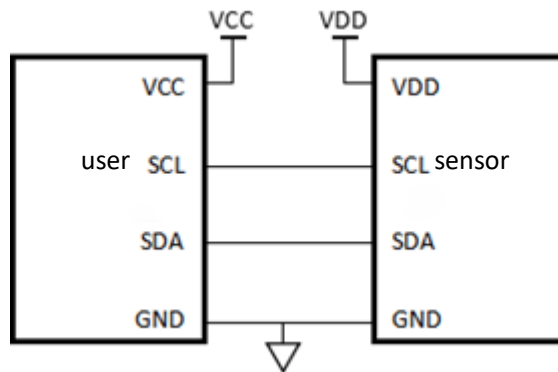 VCC VDD
VCC VDD
user SCL SCL sensor
SDA SDA
GND GND